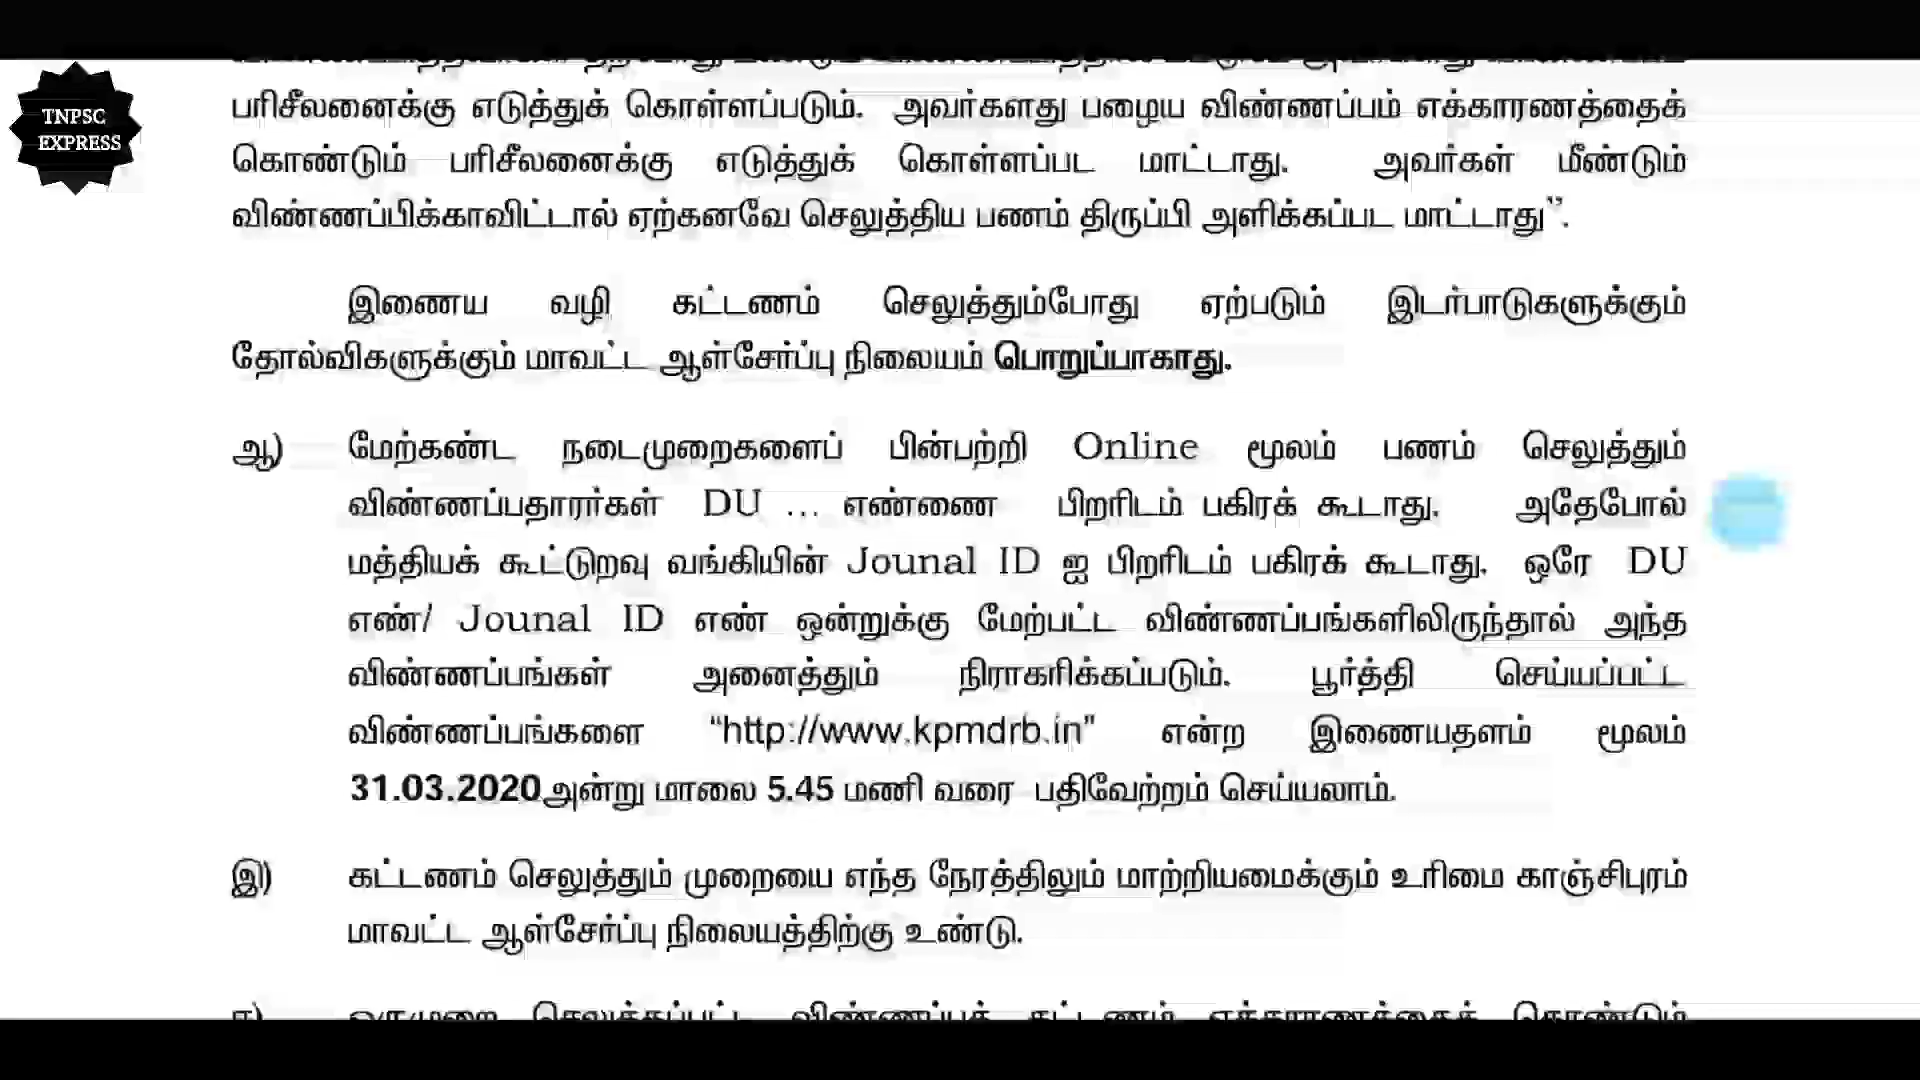 TNPSC
EXPRESS
பரிசீலனைக்கு எடுத்துக் கொள்ளப்படும். அவர்களது பழைய விண்ணப்பம் எக்காரணத்தைக்
கொண்டும் பரிசீலனைக்கு எடுத்துக் கொள்ளப்பட மாட்டாது. அவர்கள் மீண்டும்
விண்ணப்பிக்காவிட்டால் ஏற்கனவே செலுத்திய பணம் திருப்பி அளிக்கப்பட மாட்டாது”.
இணைய வழி கட்டணம் செலுத்தும்போது ஏற்படும் இடர்பாடுகளுக்கும்
தோல்விகளுக்கும் மாவட்ட ஆள்சேர்ப்பு நிலையம் பொறுப்பாகாது.
ஆ) மேற்கண்ட நடைமுறைகளைப் பின்பற்றி Online மூலம் பணம் செலுத்தும்
விண்ணப்பதாரர்கள் DU ... எண்ணை பிறரிடம் பகிரக் கூடாது. அதேபோல்
மத்தியக் கூட்டுறவு வங்கியின் Jounal ID ஐ பிறரிடம் பகிரக் கூடாது. ஒரே DU
எண்/ Jounal ID எண் ஒன்றுக்கு மேற்பட்ட விண்ணப்பங்களிலிருந்தால் அந்த
விண்ணப்பங்கள் அனைத்தும் நிராகரிக்கப்படும். பூர்த்தி செய்யப்பட்ட
விண்ணப்பங்களை “http://www.kpmdrb.in” என்ற இணையதளம் மூலம்
31.03.2020அன்று மாலை 5.45 மணி வரை பதிவேற்றம் செய்யலாம்.
இ) கட்டணம் செலுத்தும் முறையை எந்த நேரத்திலும் மாற்றியமைக்கும் உரிமை காஞ்சிபுரம்
மாவட்ட ஆள்சேர்ப்பு நிலையத்திற்கு உண்டு.